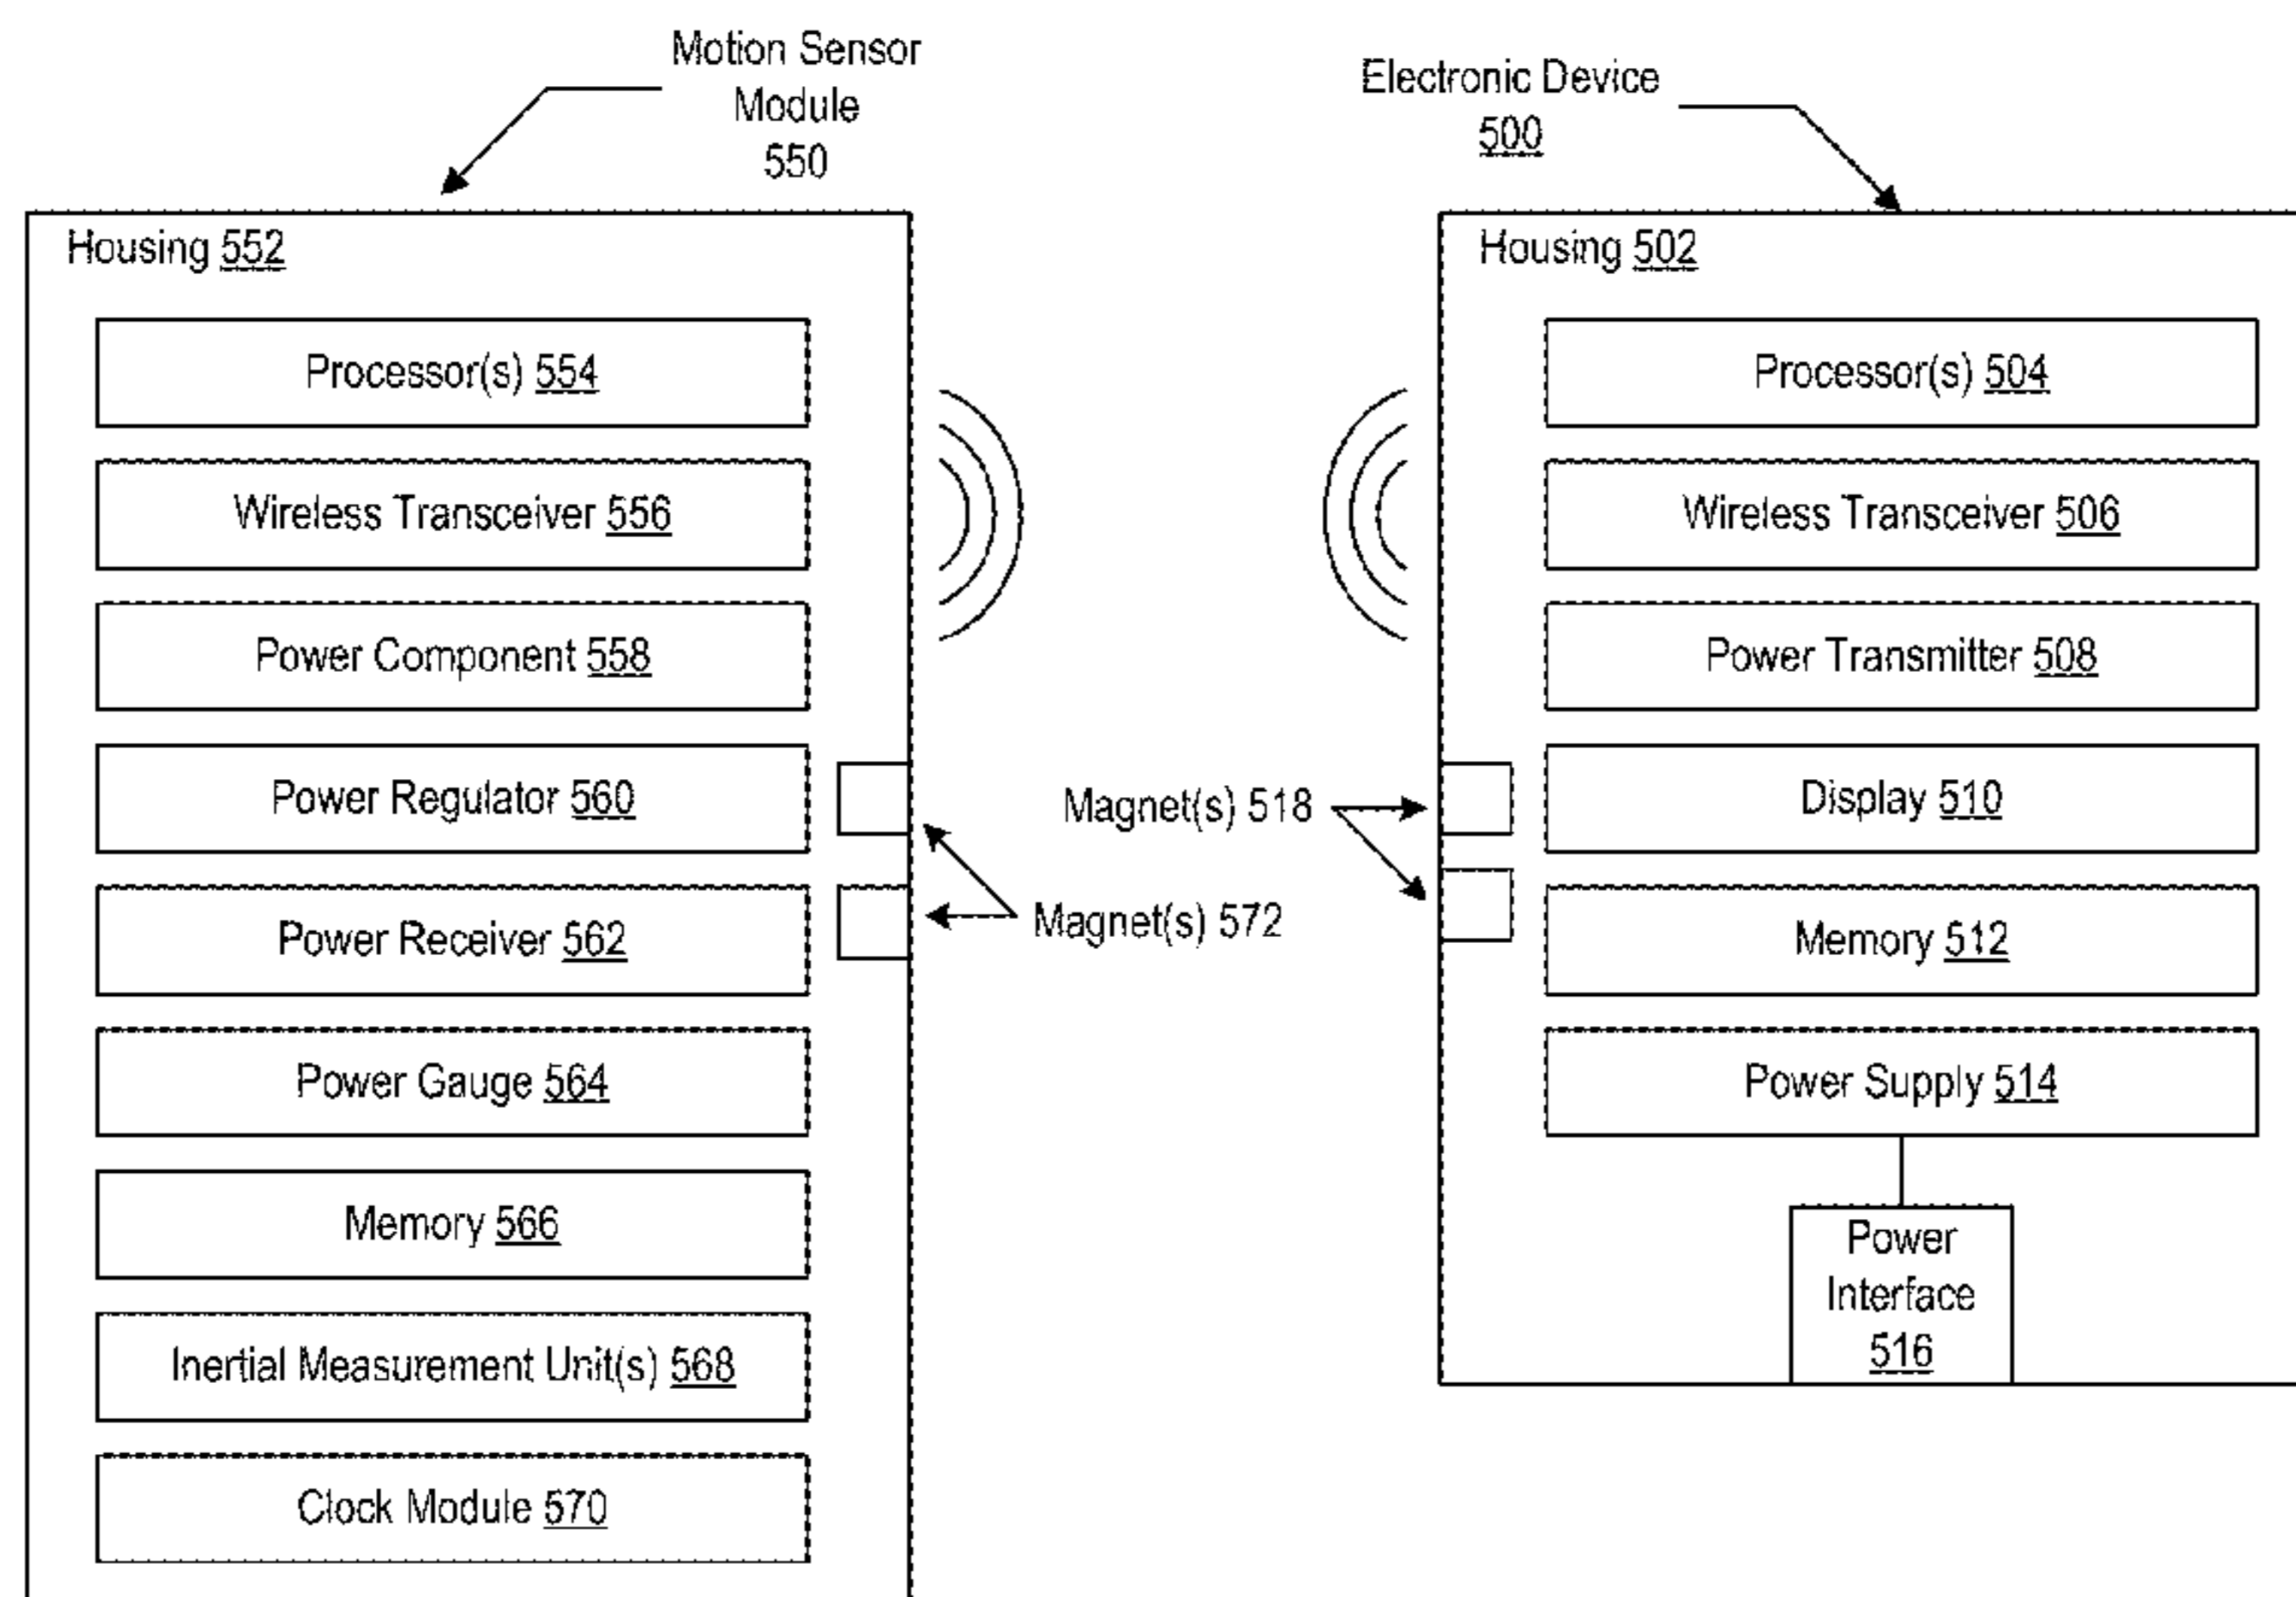 Motion Sensor
Module
550
Electronic Device
500
Housing 552
Processor(s) 554
Wireless Transceiver 556
Power Component 558
Power Regulator 560
Power Receiver 562
Power Gauge 564
Memory 566
Inertial Measurement Unit(s) 568
Clock Module 570
Magnet(s) 518
Magnet(s) 572
Housing 502
Processor(s) 504
Wireless Transceiver 506
Power Transmitter 508
Display 510
Memory 512
Power Supply 514
Power
Interface
516